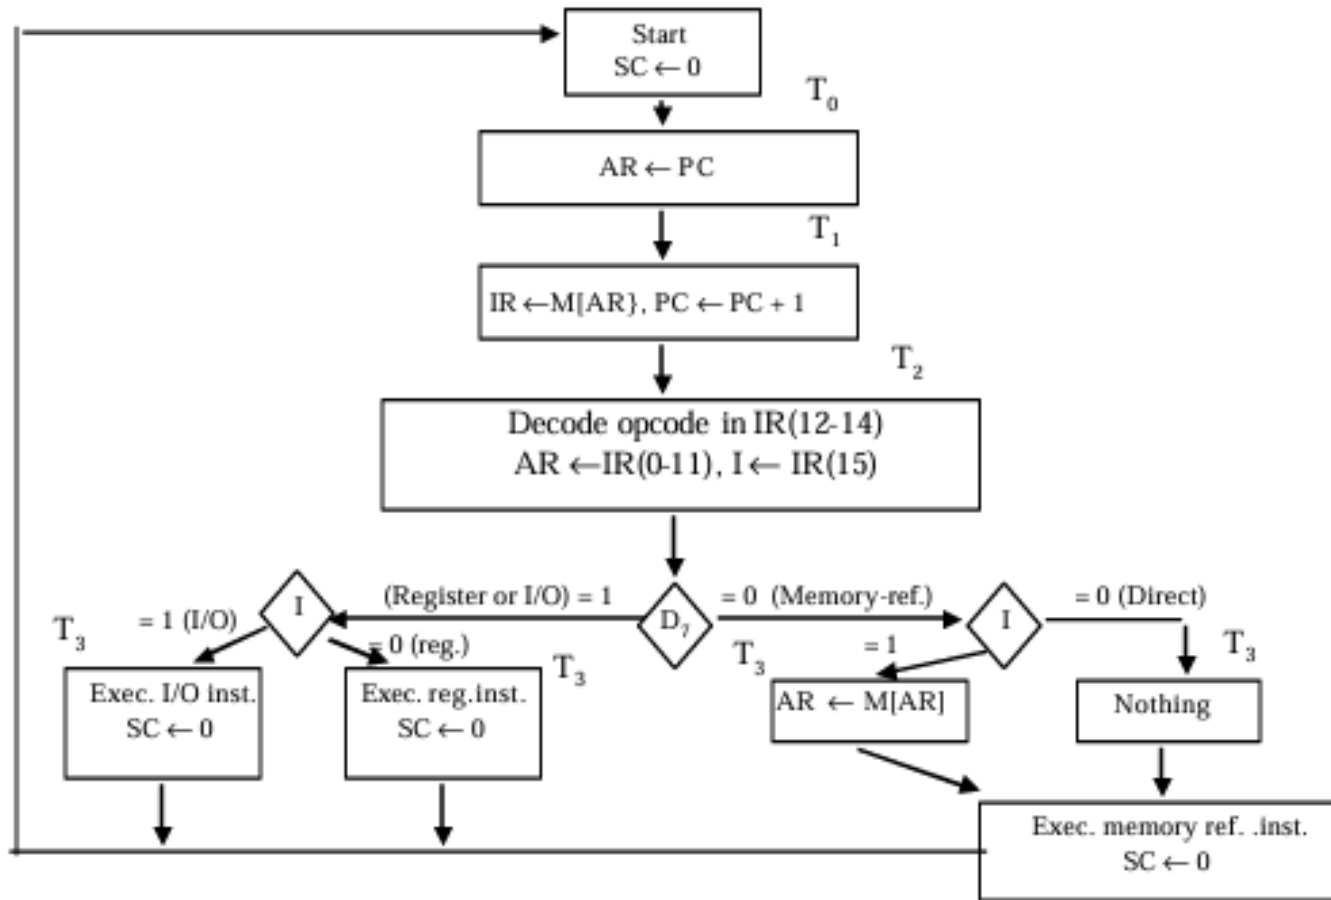 Start
SC ← 0
T₀
AR ← PC
T₁
IR ←M[AR}, PC ← PC + 1
T₂
Decode opcode in IR(12-14)
AR ←IR(0-11), I ← IR(15)
(Register or I/O) = 1
D₇
= 0 (Memory-ref.)
I
= 1 (I/O)
= 0 (reg.)
T₃
Exec. I/O inst.
SC ← 0
T₃
Exec. reg.inst.
SC ← 0
I
= 0 (Direct)
= 1
T₃
AR ← M[AR]
T₃
Nothing
Exec. memory ref. .inst.
SC ← 0